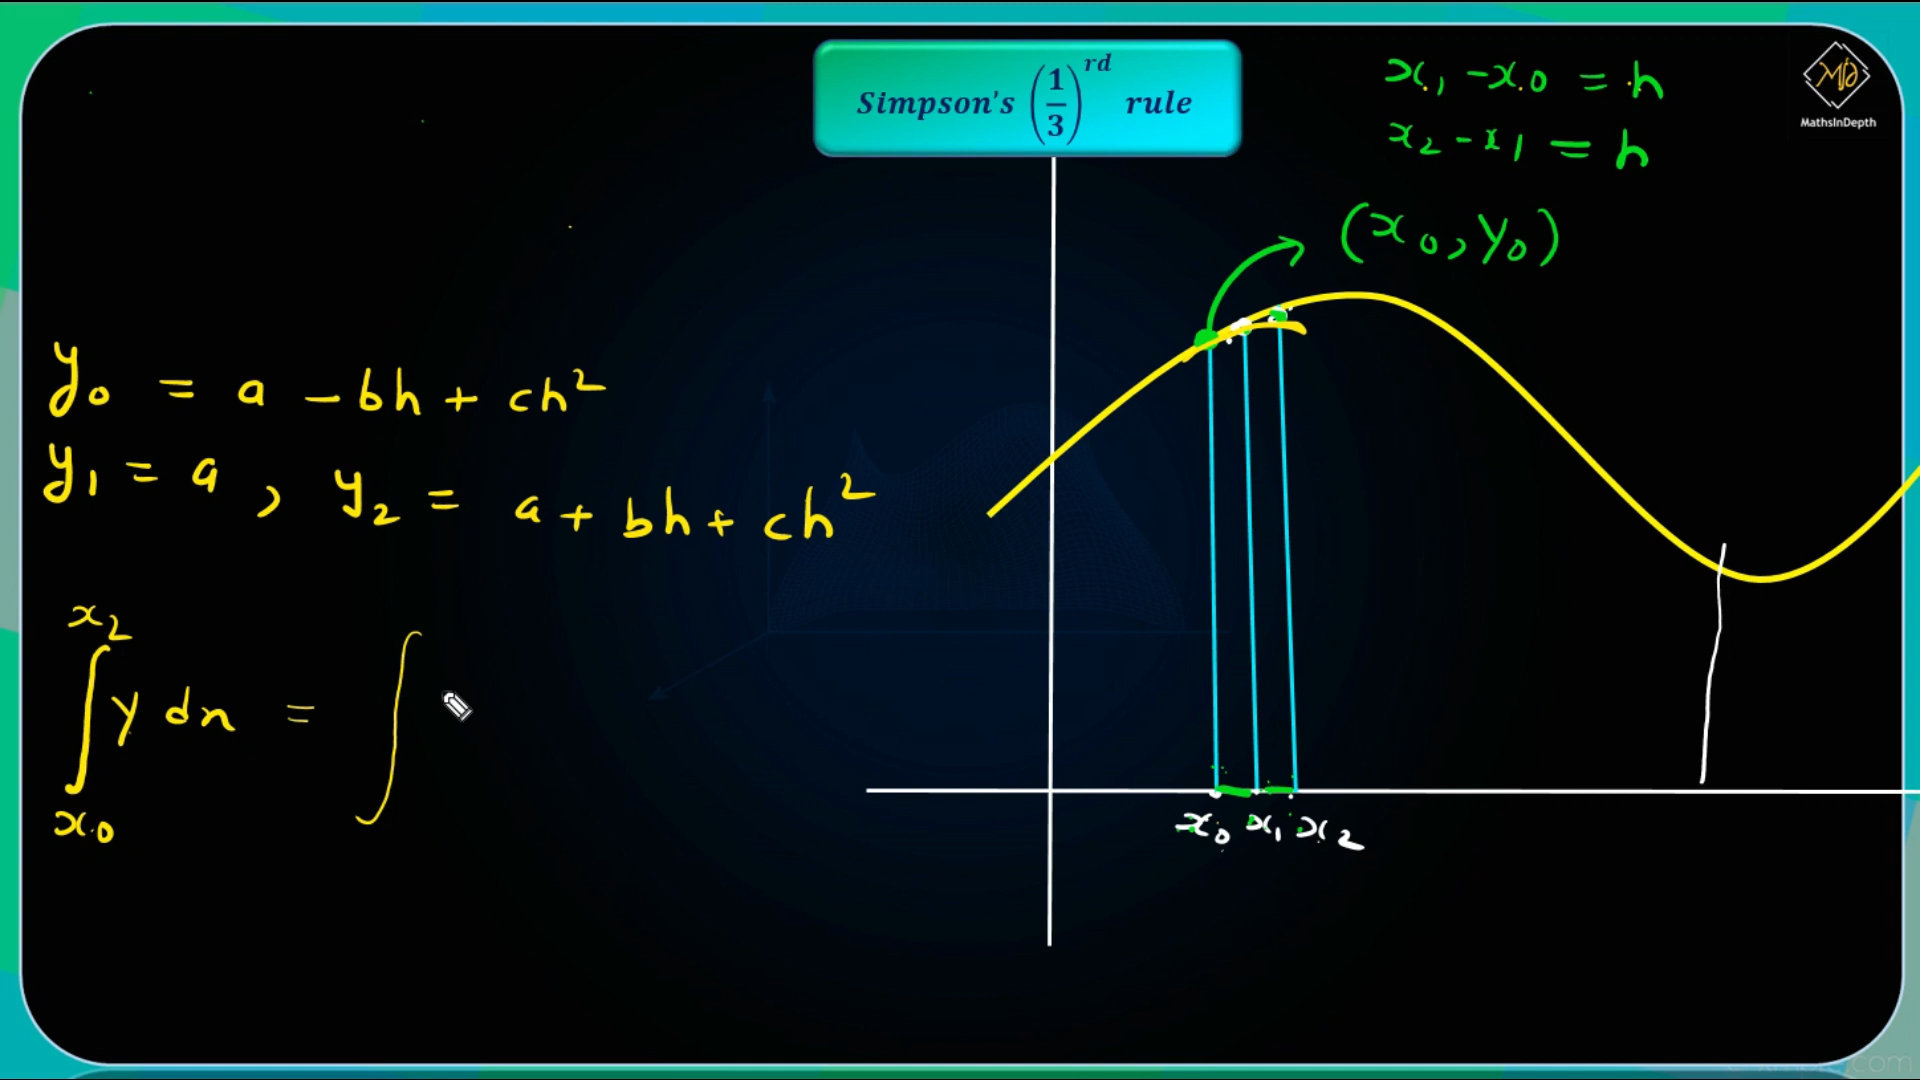 Simpson's (1/3)^rd rule
x₁ - x₀ = h
x₂ - x₁ = h
MathsInDepth
(x₀, y₀)
y₀ = a - bh + ch²
y₁ = a , y₂ = a + bh + ch²
∫_{x₀}^{x₂} y dx = ∫
x₀ x₁ x₂